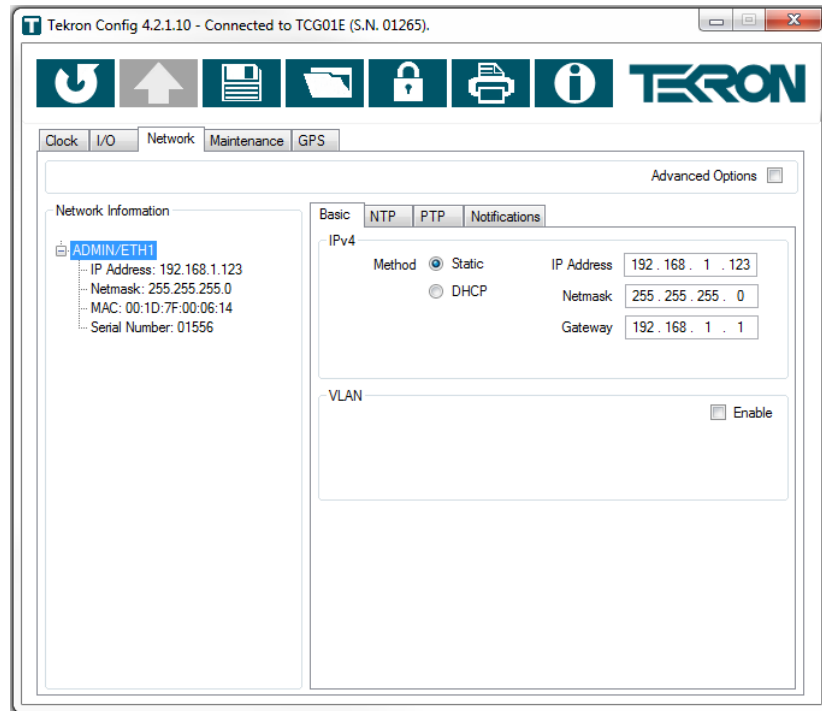 Tekron Config 4.2.1.10 - Connected to TCG01E (S.N. 01265).
TEKRON
Clock I/O Network Maintenance GPS
Advanced Options
Network Information
ADMIN/ETH1
IP Address: 192.168.1.123
Netmask: 255.255.255.0
MAC: 00:1D:7F:00:06:14
Serial Number: 01556
Basic NTP PTP Notifications
IPv4
Method Static IP Address 192 . 168 . 1 . 123
DHCP Netmask 255 . 255 . 255 . 0
Gateway 192 . 168 . 1 . 1
VLAN
Enable